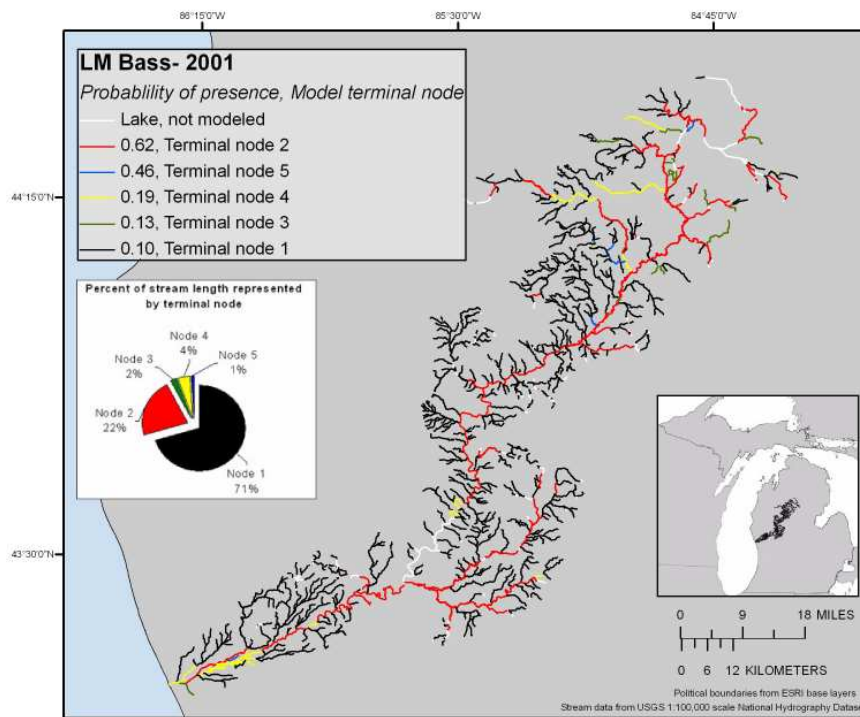 86°15'0"W
85°30'0"W
84°45'0"W
LM Bass- 2001
Probablility of presence, Model terminal node
Lake, not modeled
0.62, Terminal node 2
0.46, Terminal node 5
0.19, Terminal node 4
0.13, Terminal node 3
0.10, Terminal node 1
44°15'0"N
Percent of stream length represented
by terminal node
Node 4
4%
Node 3
2%
Node 5
1%
Node 2
22%
Node 1
71%
43°30'0"N
0 9 18 MILES
0 6 12 KILOMETERS
Political boundaries from ESRI base layers
Stream data from USGS 1:100,000 scale National Hydrography Datase